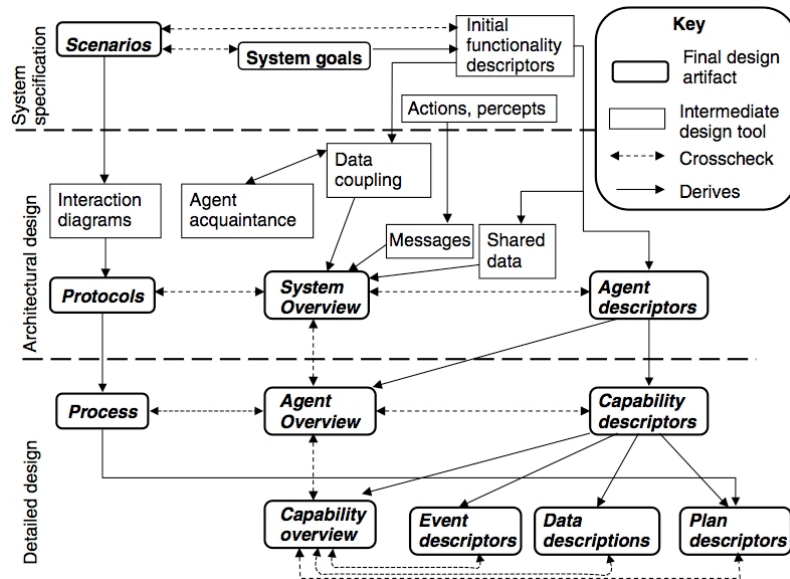 System
specification
Scenarios
System goals
Initial
functionality
descriptors
Actions, percepts
Key
Final design
artifact
Intermediate
design tool
Crosscheck
Derives
Architectural design
Interaction
diagrams
Agent
acquaintance
Data
coupling
Messages
Shared
data
Protocols
System
Overview
Agent
descriptors
Detailed design
Process
Agent
Overview
Capability
descriptors
Capability
overview
Event
descriptors
Data
descriptions
Plan
descriptors